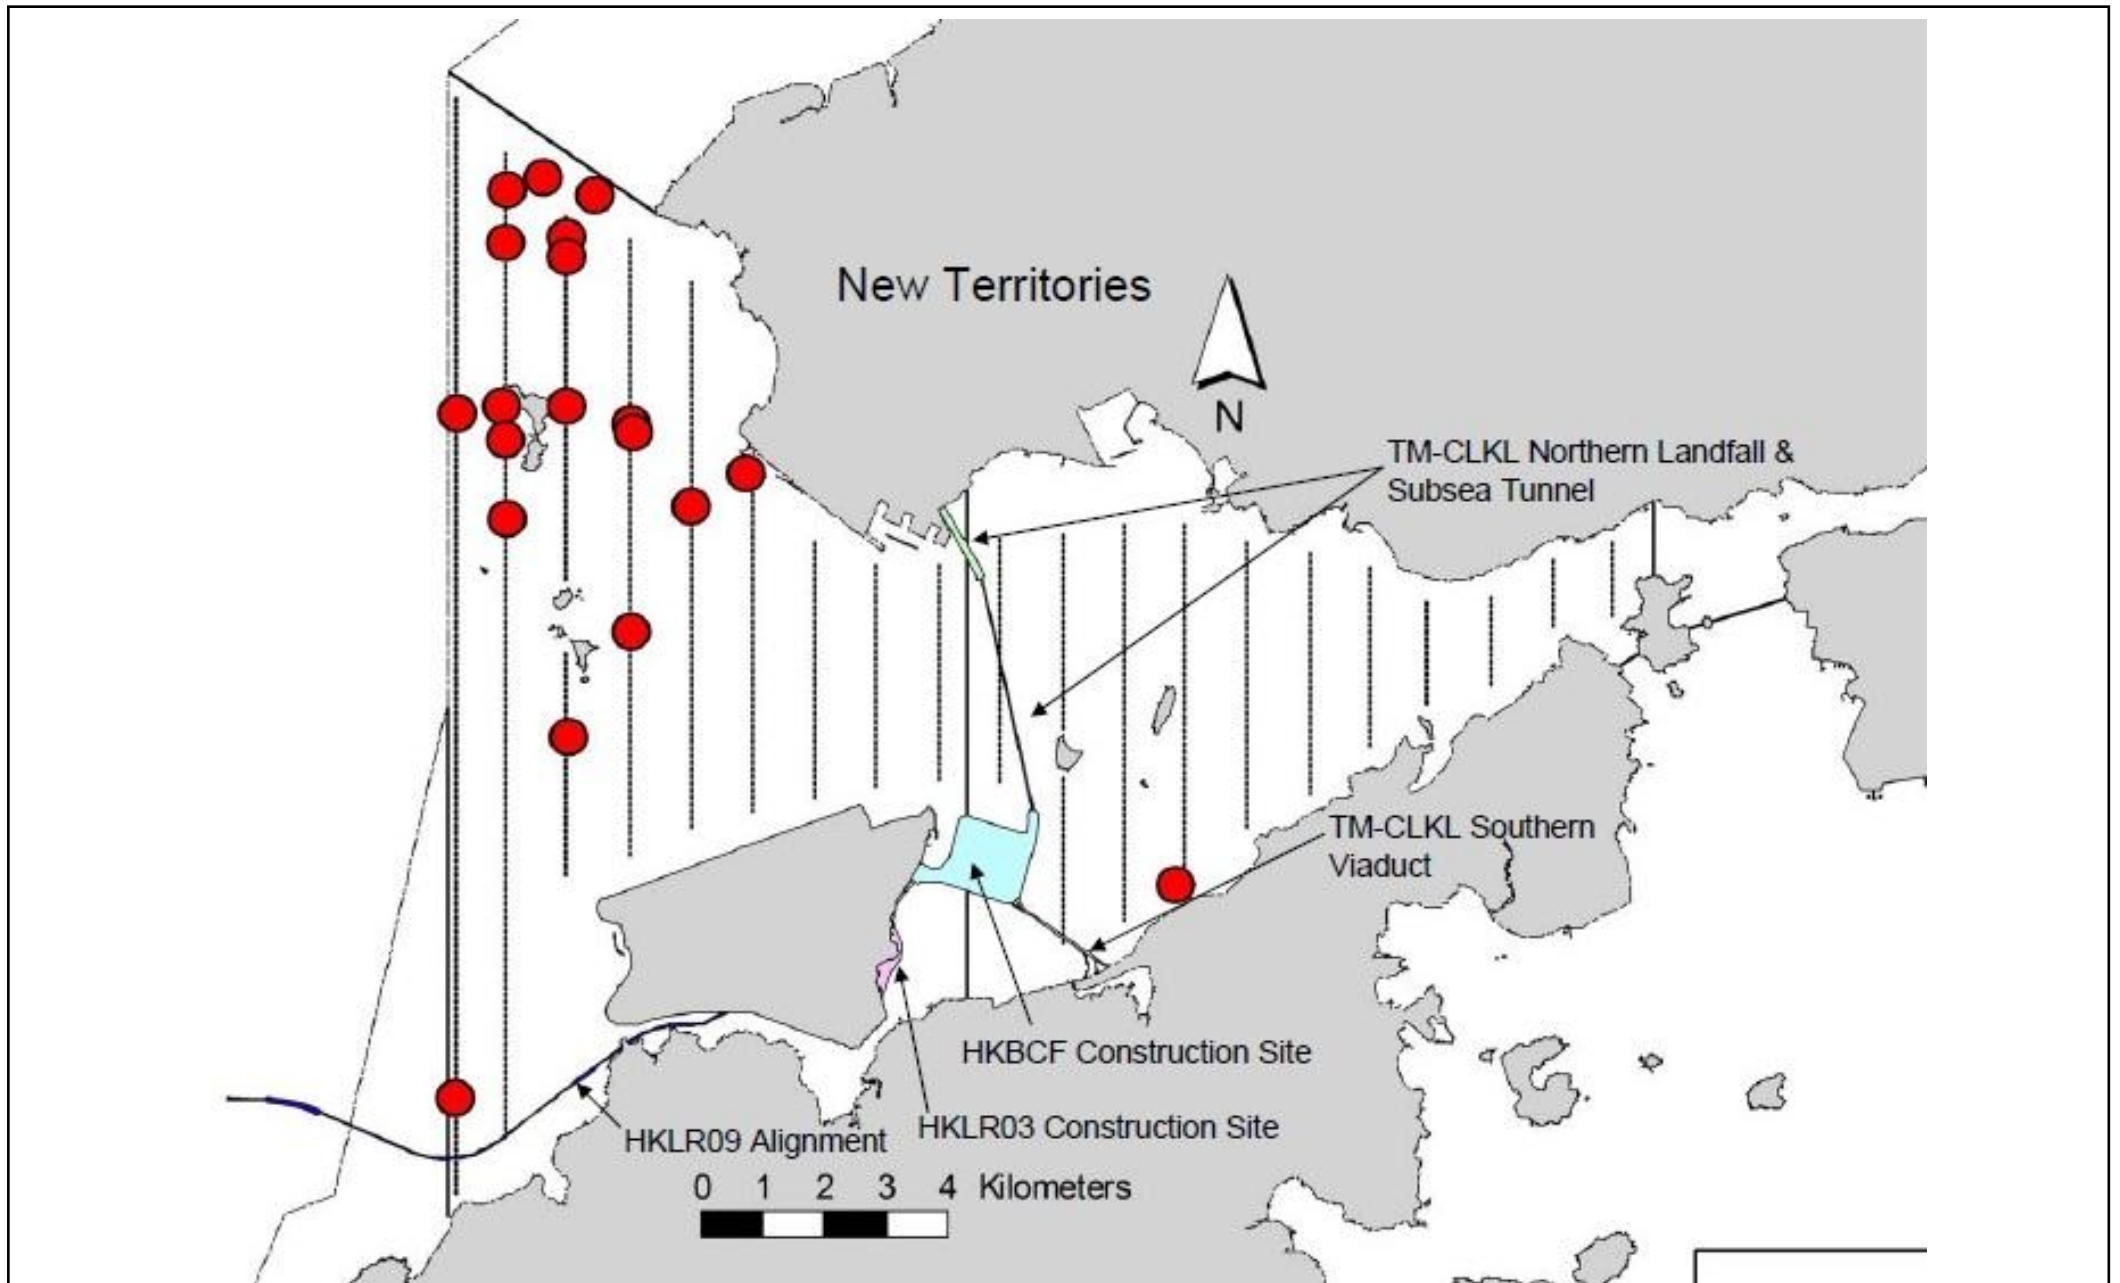 New Territories
N
TM-CLKL Northern Landfall &
Subsea Tunnel
TM-CLKL Southern
Viaduct
HKBCF Construction Site
HKLR03 Construction Site
HKLR09 Alignment
0 1 2 3 4 Kilometers